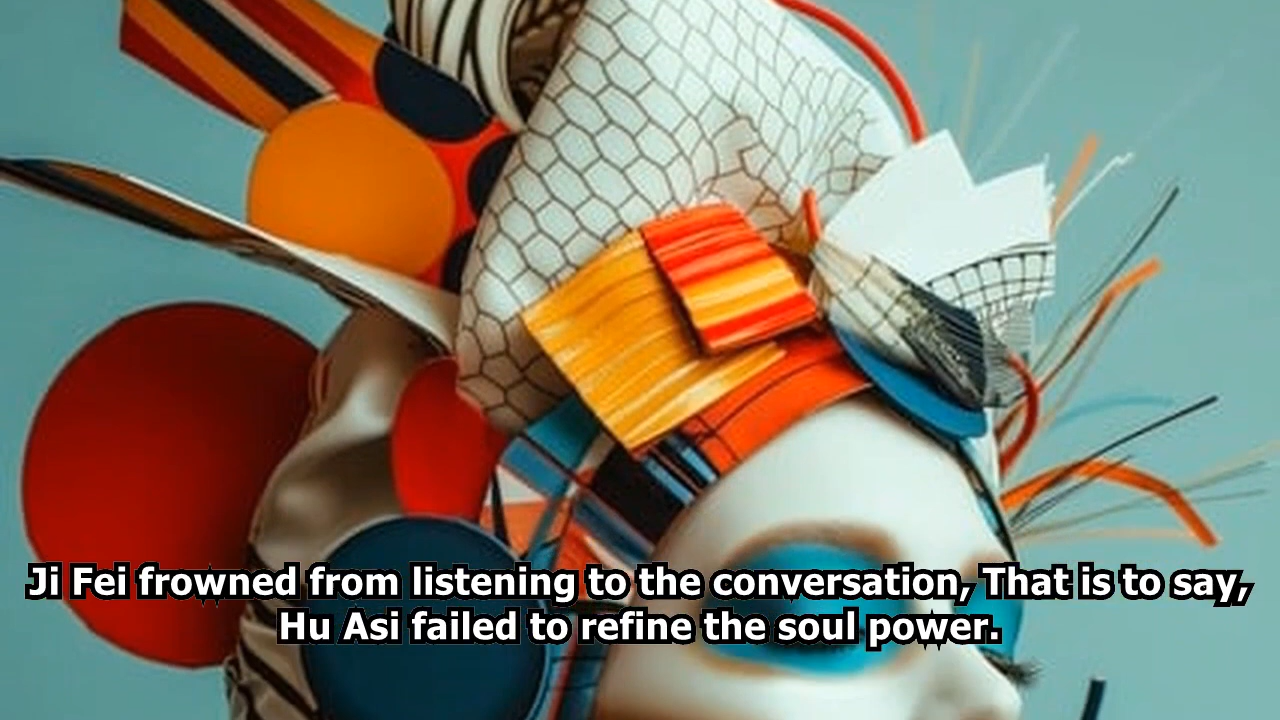 Ji Fei frowned from listening to the conversation, That is to say,
Hu Asi failed to refine the soul power.